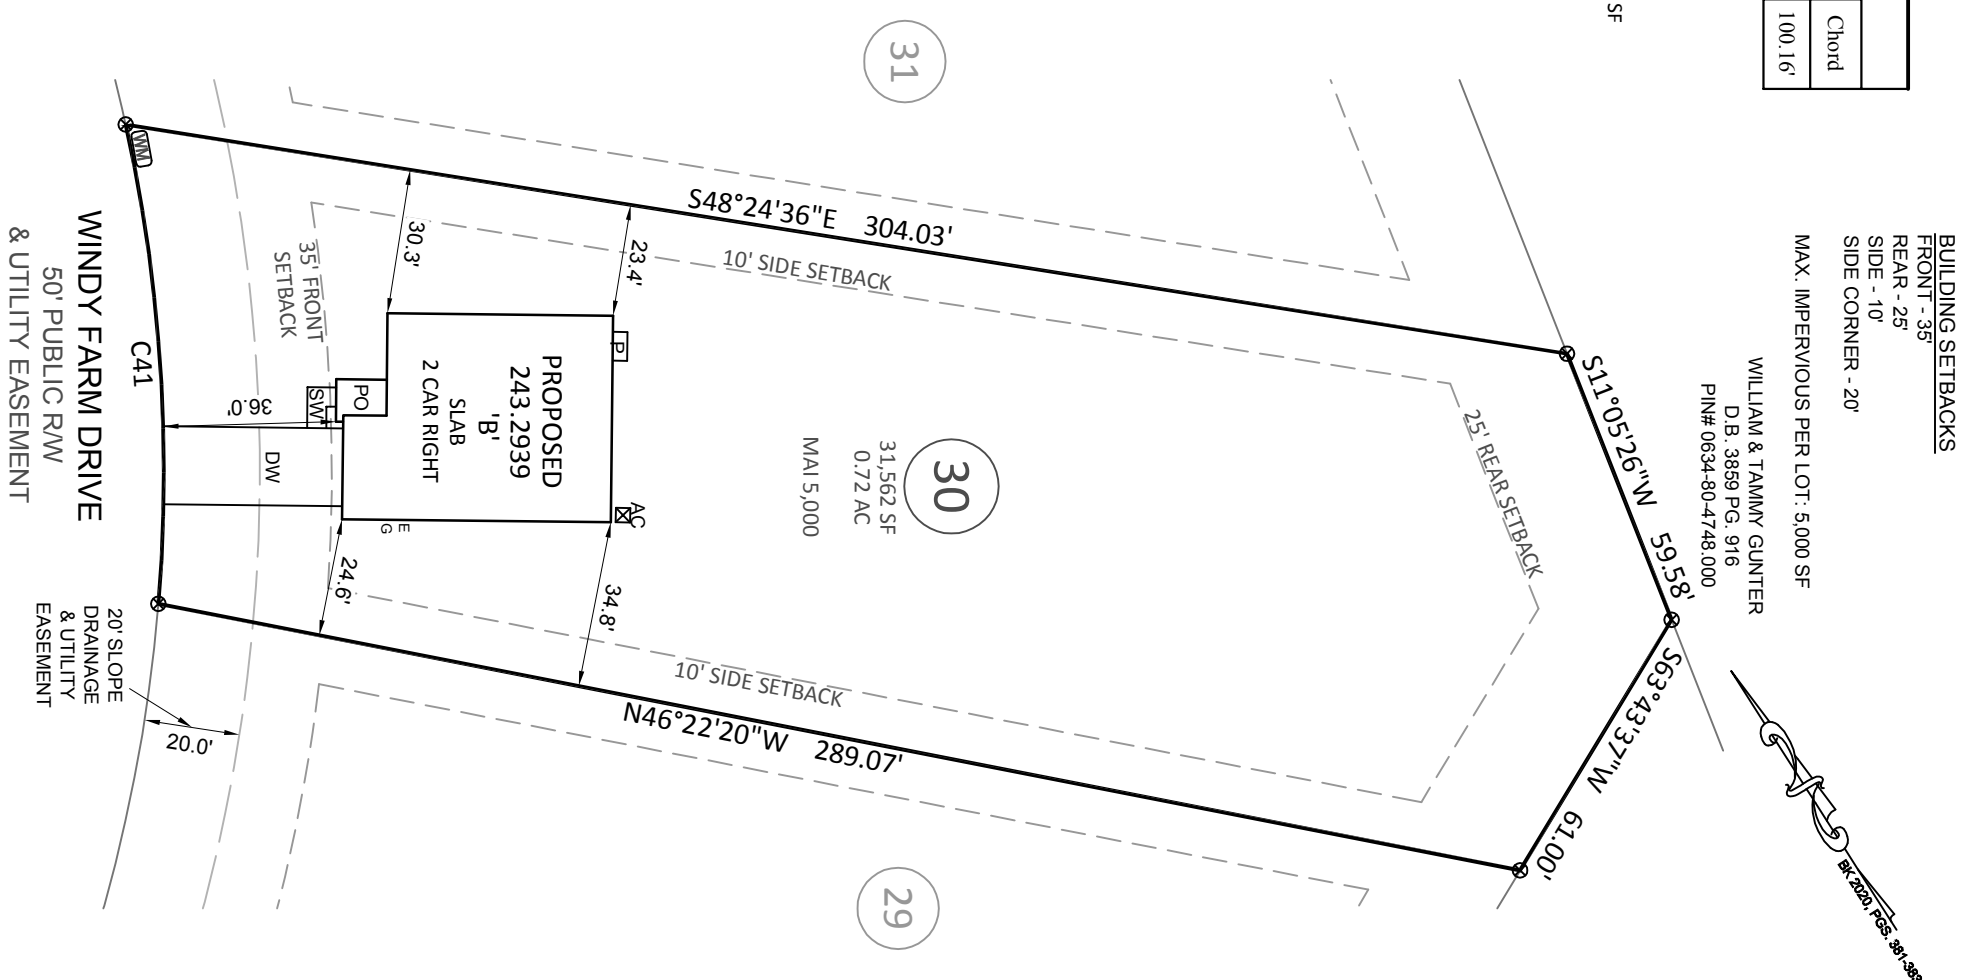 SF
Chord
100.16'
BUILDING SETBACKS
FRONT - 35'
REAR - 25'
SIDE - 10'
SIDE CORNER - 20'
MAX. IMPERVIOUS PER LOT: 5,000 SF
WILLIAM & TAMMY GUNTER
D.B. 3859 PG. 916
PIN# 0634-80-4748.000
BK 2020, PGS. 381-383
31
S48°24'36"E 304.03'
10' SIDE SETBACK
S11°05'26"W 59.58'
25' REAR SETBACK
S63°43'37"W 61.00'
30
31,562 SF
0.72 AC
MAI 5,000
WM
30.3'
23.4'
35' FRONT
SETBACK
P
PROPOSED
243.2939
'B'
SLAB
2 CAR RIGHT
PO
SW
36.0'
DW
AC
E
G
24.6'
34.8'
10' SIDE SETBACK
N46°22'20"W 289.07'
29
C41
WINDY FARM DRIVE
50' PUBLIC R/W
& UTILITY EASEMENT
20' SLOPE
DRAINAGE
& UTILITY
EASEMENT
20.0'